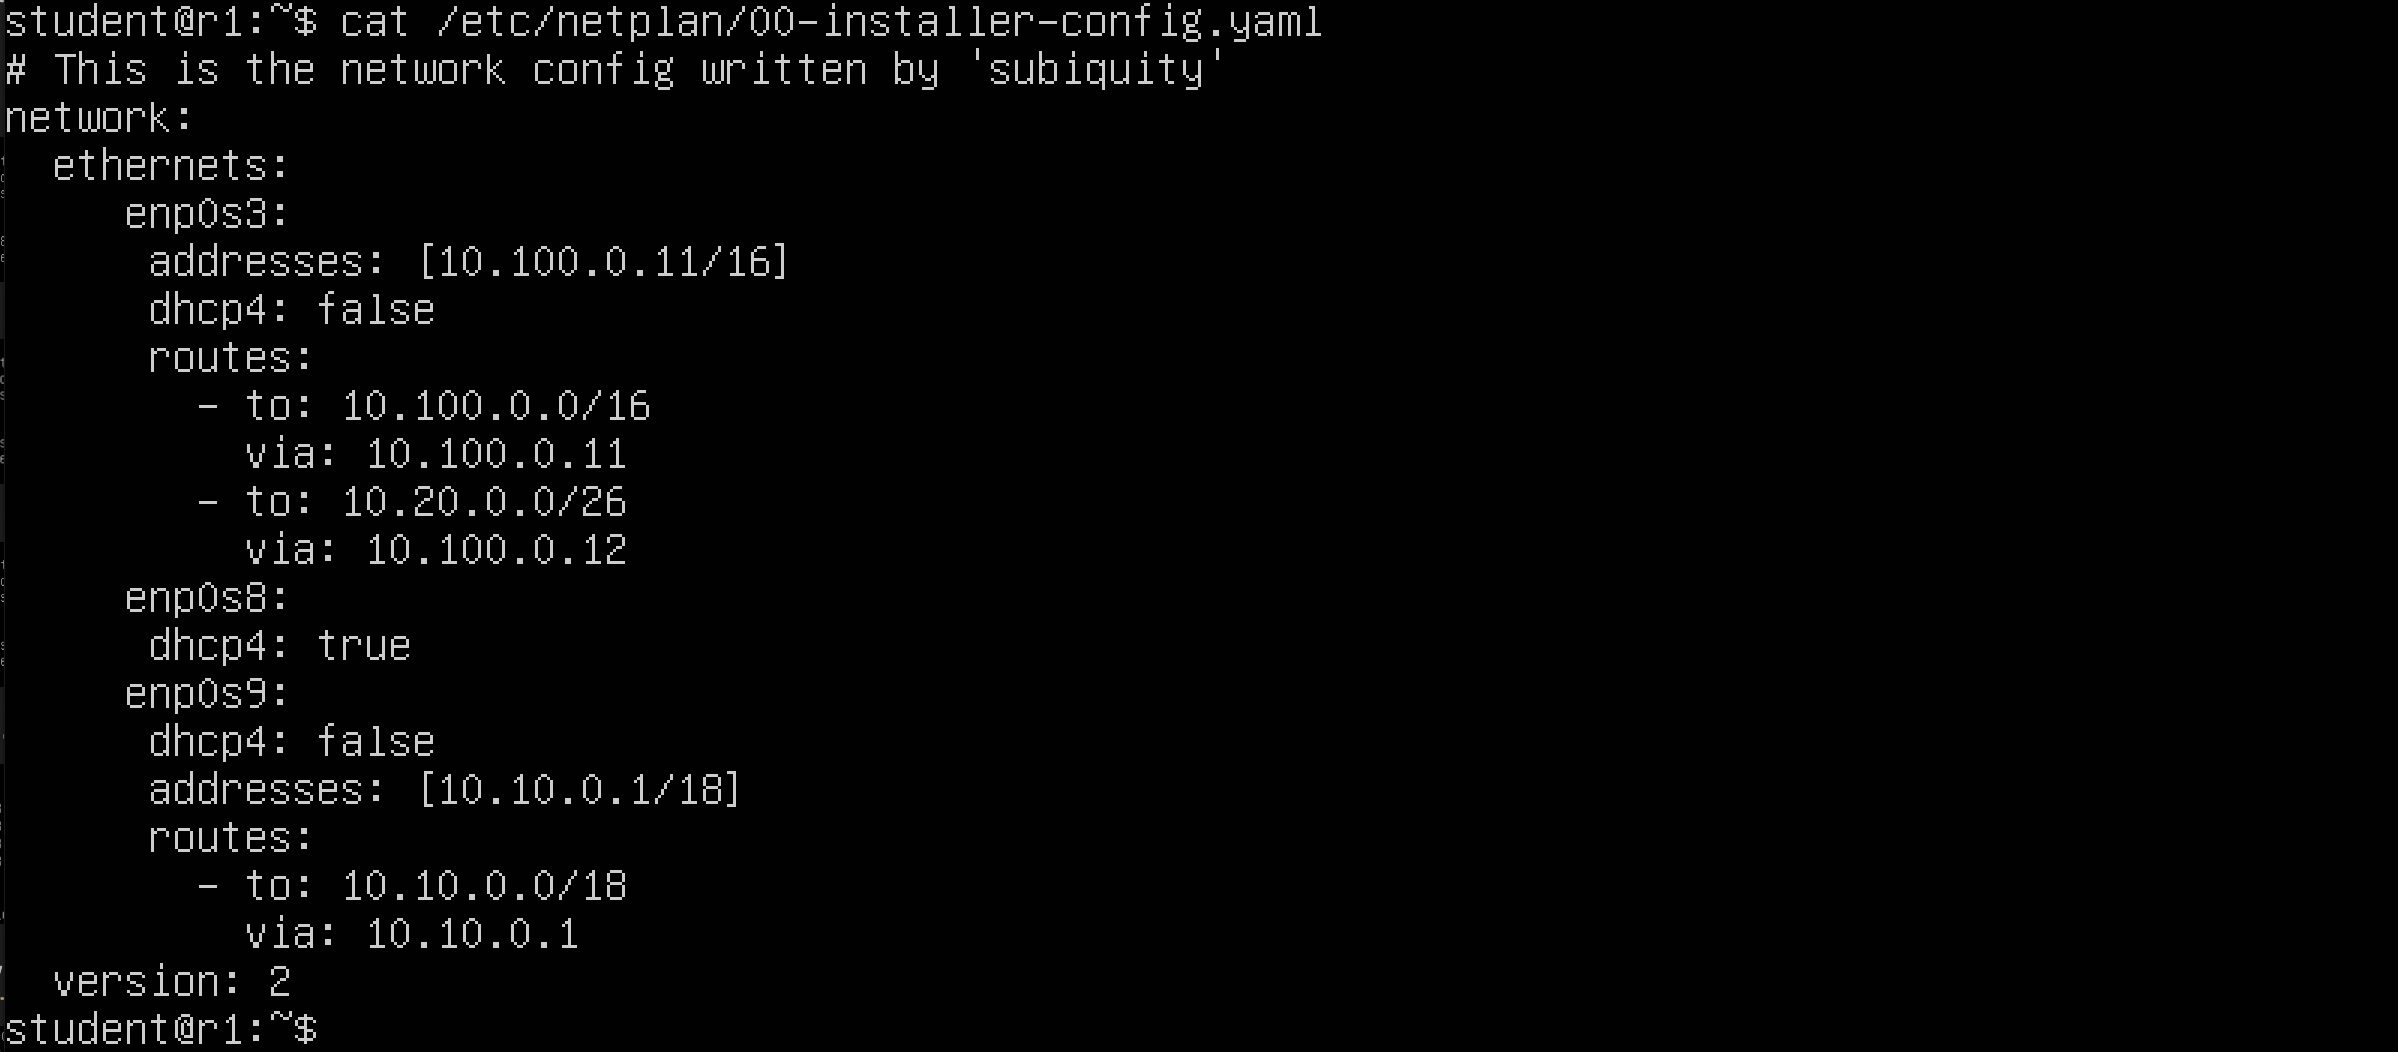 student@r1:~$ cat /etc/netplan/00-installer-config.yaml
# This is the network config written by 'subiquity'
network:
  ethernets:
     enp0s3:
      addresses: [10.100.0.11/16]
      dhcp4: false
      routes:
        - to: 10.100.0.0/16
          via: 10.100.0.11
        - to: 10.20.0.0/26
          via: 10.100.0.12
     enp0s8:
      dhcp4: true
     enp0s9:
      dhcp4: false
      addresses: [10.10.0.1/18]
      routes:
        - to: 10.10.0.0/18
          via: 10.10.0.1
  version: 2
student@r1:~$